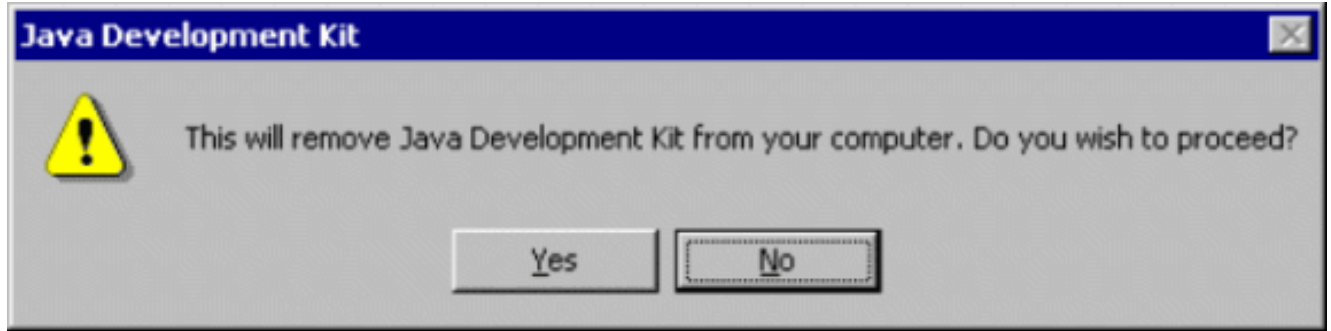 Java Development Kit
This will remove Java Development Kit from your computer. Do you wish to proceed?
Yes
No